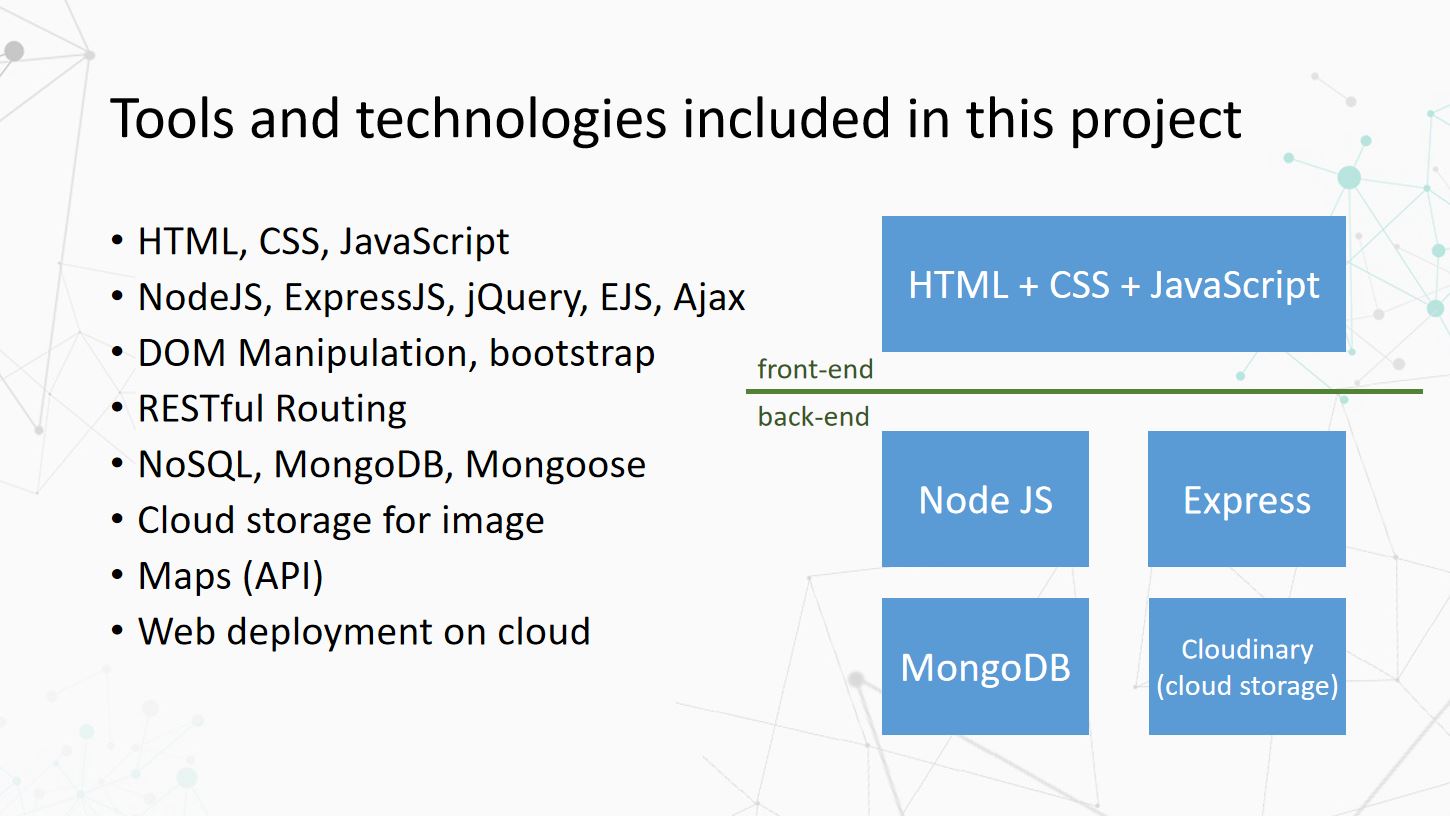 Tools and technologies included in this project
• HTML, CSS, JavaScript
• NodeJS, ExpressJS, jQuery, EJS, Ajax
• DOM Manipulation, bootstrap
• RESTful Routing
• NoSQL, MongoDB, Mongoose
• Cloud storage for image
• Maps (API)
• Web deployment on cloud
HTML + CSS + JavaScript
front-end
back-end
Node JS
Express
MongoDB
Cloudinary
(cloud storage)